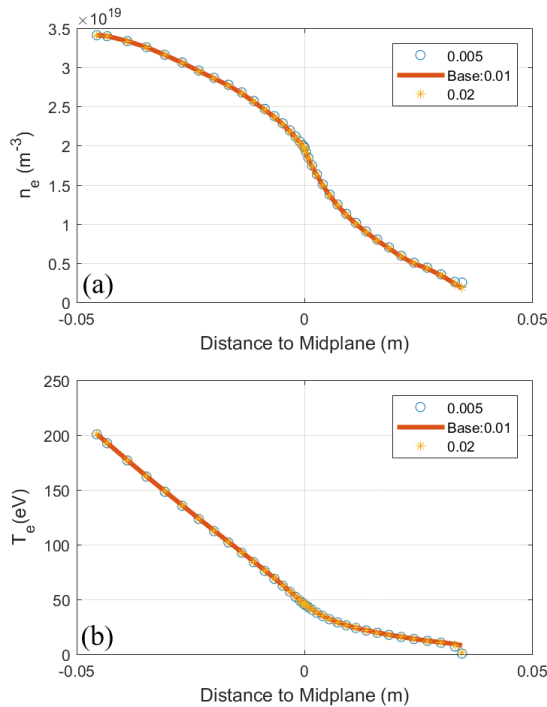 ×10^19
3.5
3
2.5
2
1.5
1
0.5
0
n_e (m^-3)
0.005
Base:0.01
0.02
(a)
-0.05 0 0.05
Distance to Midplane (m)
250
200
150
100
50
0
T_e(eV)
0.005
Base:0.01
0.02
(b)
-0.05 0 0.05
Distance to Midplane (m)